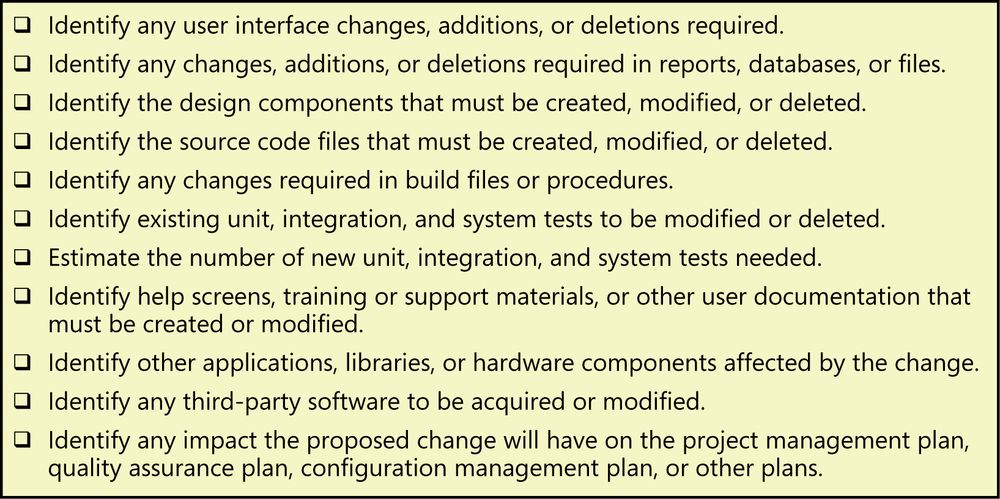 ❑ Identify any user interface changes, additions, or deletions required.
❑ Identify any changes, additions, or deletions required in reports, databases, or files.
❑ Identify the design components that must be created, modified, or deleted.
❑ Identify the source code files that must be created, modified, or deleted.
❑ Identify any changes required in build files or procedures.
❑ Identify existing unit, integration, and system tests to be modified or deleted.
❑ Estimate the number of new unit, integration, and system tests needed.
❑ Identify help screens, training or support materials, or other user documentation that
must be created or modified.
❑ Identify other applications, libraries, or hardware components affected by the change.
❑ Identify any third-party software to be acquired or modified.
❑ Identify any impact the proposed change will have on the project management plan,
quality assurance plan, configuration management plan, or other plans.